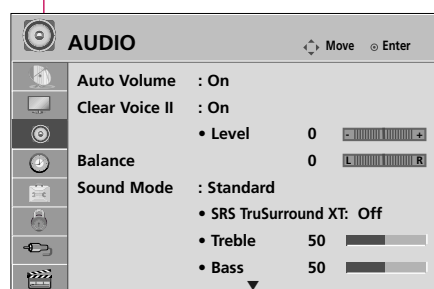 AUDIO Move Enter
Auto Volume : On
Clear Voice II : On
• Level 0 - +
Balance 0 L R
Sound Mode : Standard
• SRS TruSurround XT: Off
• Treble 50
• Bass 50